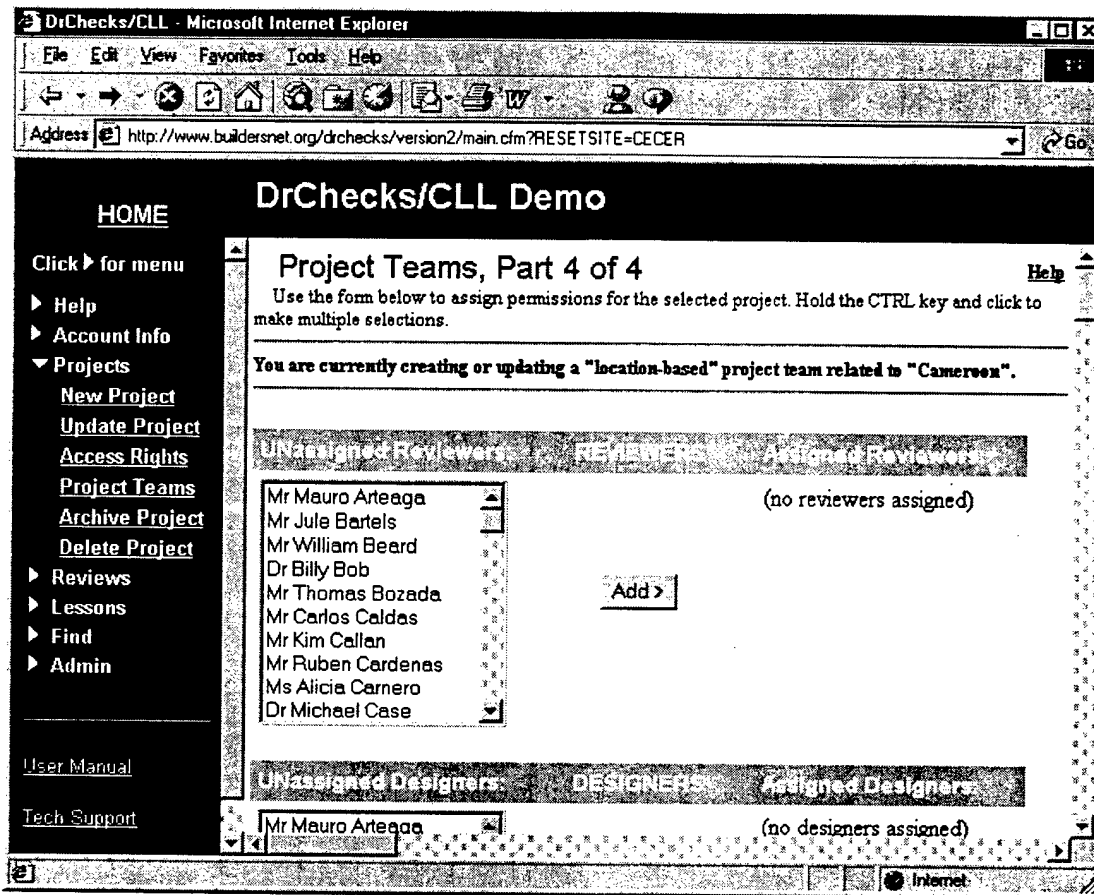 DrChecks/CLL - Microsoft Internet Explorer
File Edit View Favorites Tools Help
Address http://www.buildersnet.org/drchecks/version2/main.cfm?RESETSITE=CECER Go
HOME
DrChecks/CLL Demo
Click for menu
Help
Account Info
Projects
New Project
Update Project
Access Rights
Project Teams
Archive Project
Delete Project
Reviews
Lessons
Find
Admin
User Manual
Tech Support
Project Teams, Part 4 of 4
Help
Use the form below to assign permissions for the selected project. Hold the CTRL key and click to
make multiple selections.
You are currently creating or updating a "location-based" project team related to "Cameroon".
UNassigned Reviewers: REVIEWERS Assigned Reviewers:
Mr Mauro Arteaga
Mr Jule Bartels
Mr William Beard
Dr Billy Bob
Mr Thomas Bozada
Mr Carlos Caldas
Mr Kim Callan
Mr Ruben Cardenas
Ms Alicia Carnero
Dr Michael Case
Add >
(no reviewers assigned)
UNassigned Designers: DESIGNERS Assigned Designers:
Mr Mauro Arteaga
(no designers assigned)
Internet